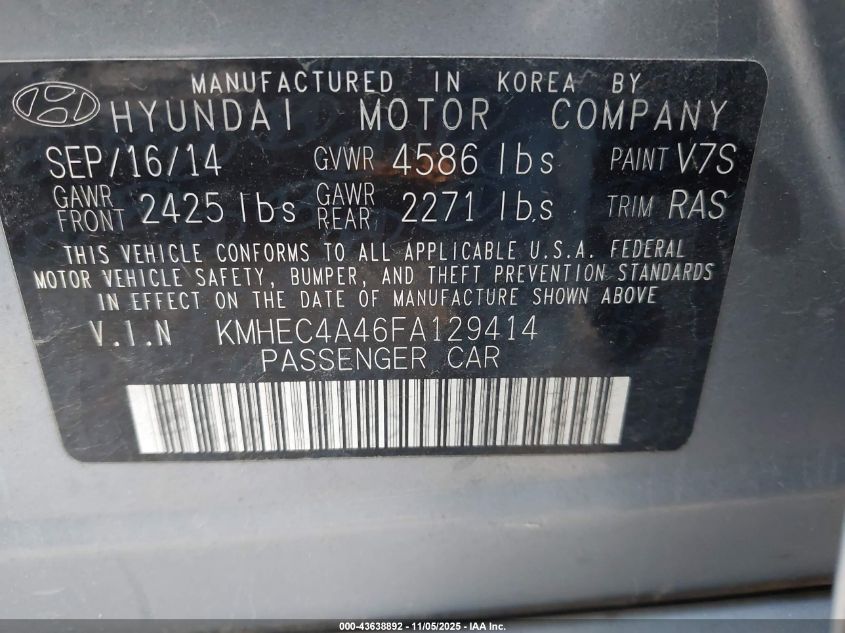 MANUFACTURED IN KOREA BY
HYUNDAI MOTOR COMPANY
SEP/16/14 GVWR 4586 lbs PAINT V7S
GAWR FRONT 2425 lbs GAWR REAR 2271 lbs TRIM RAS
THIS VEHICLE CONFORMS TO ALL APPLICABLE U.S.A. FEDERAL
MOTOR VEHICLE SAFETY, BUMPER, AND THEFT PREVENTION STANDARDS
IN EFFECT ON THE DATE OF MANUFACTURE SHOWN ABOVE
V.I.N KMHEC4A46FA129414
PASSENGER CAR
000-43638892 - 11/05/2025 - IAA Inc.